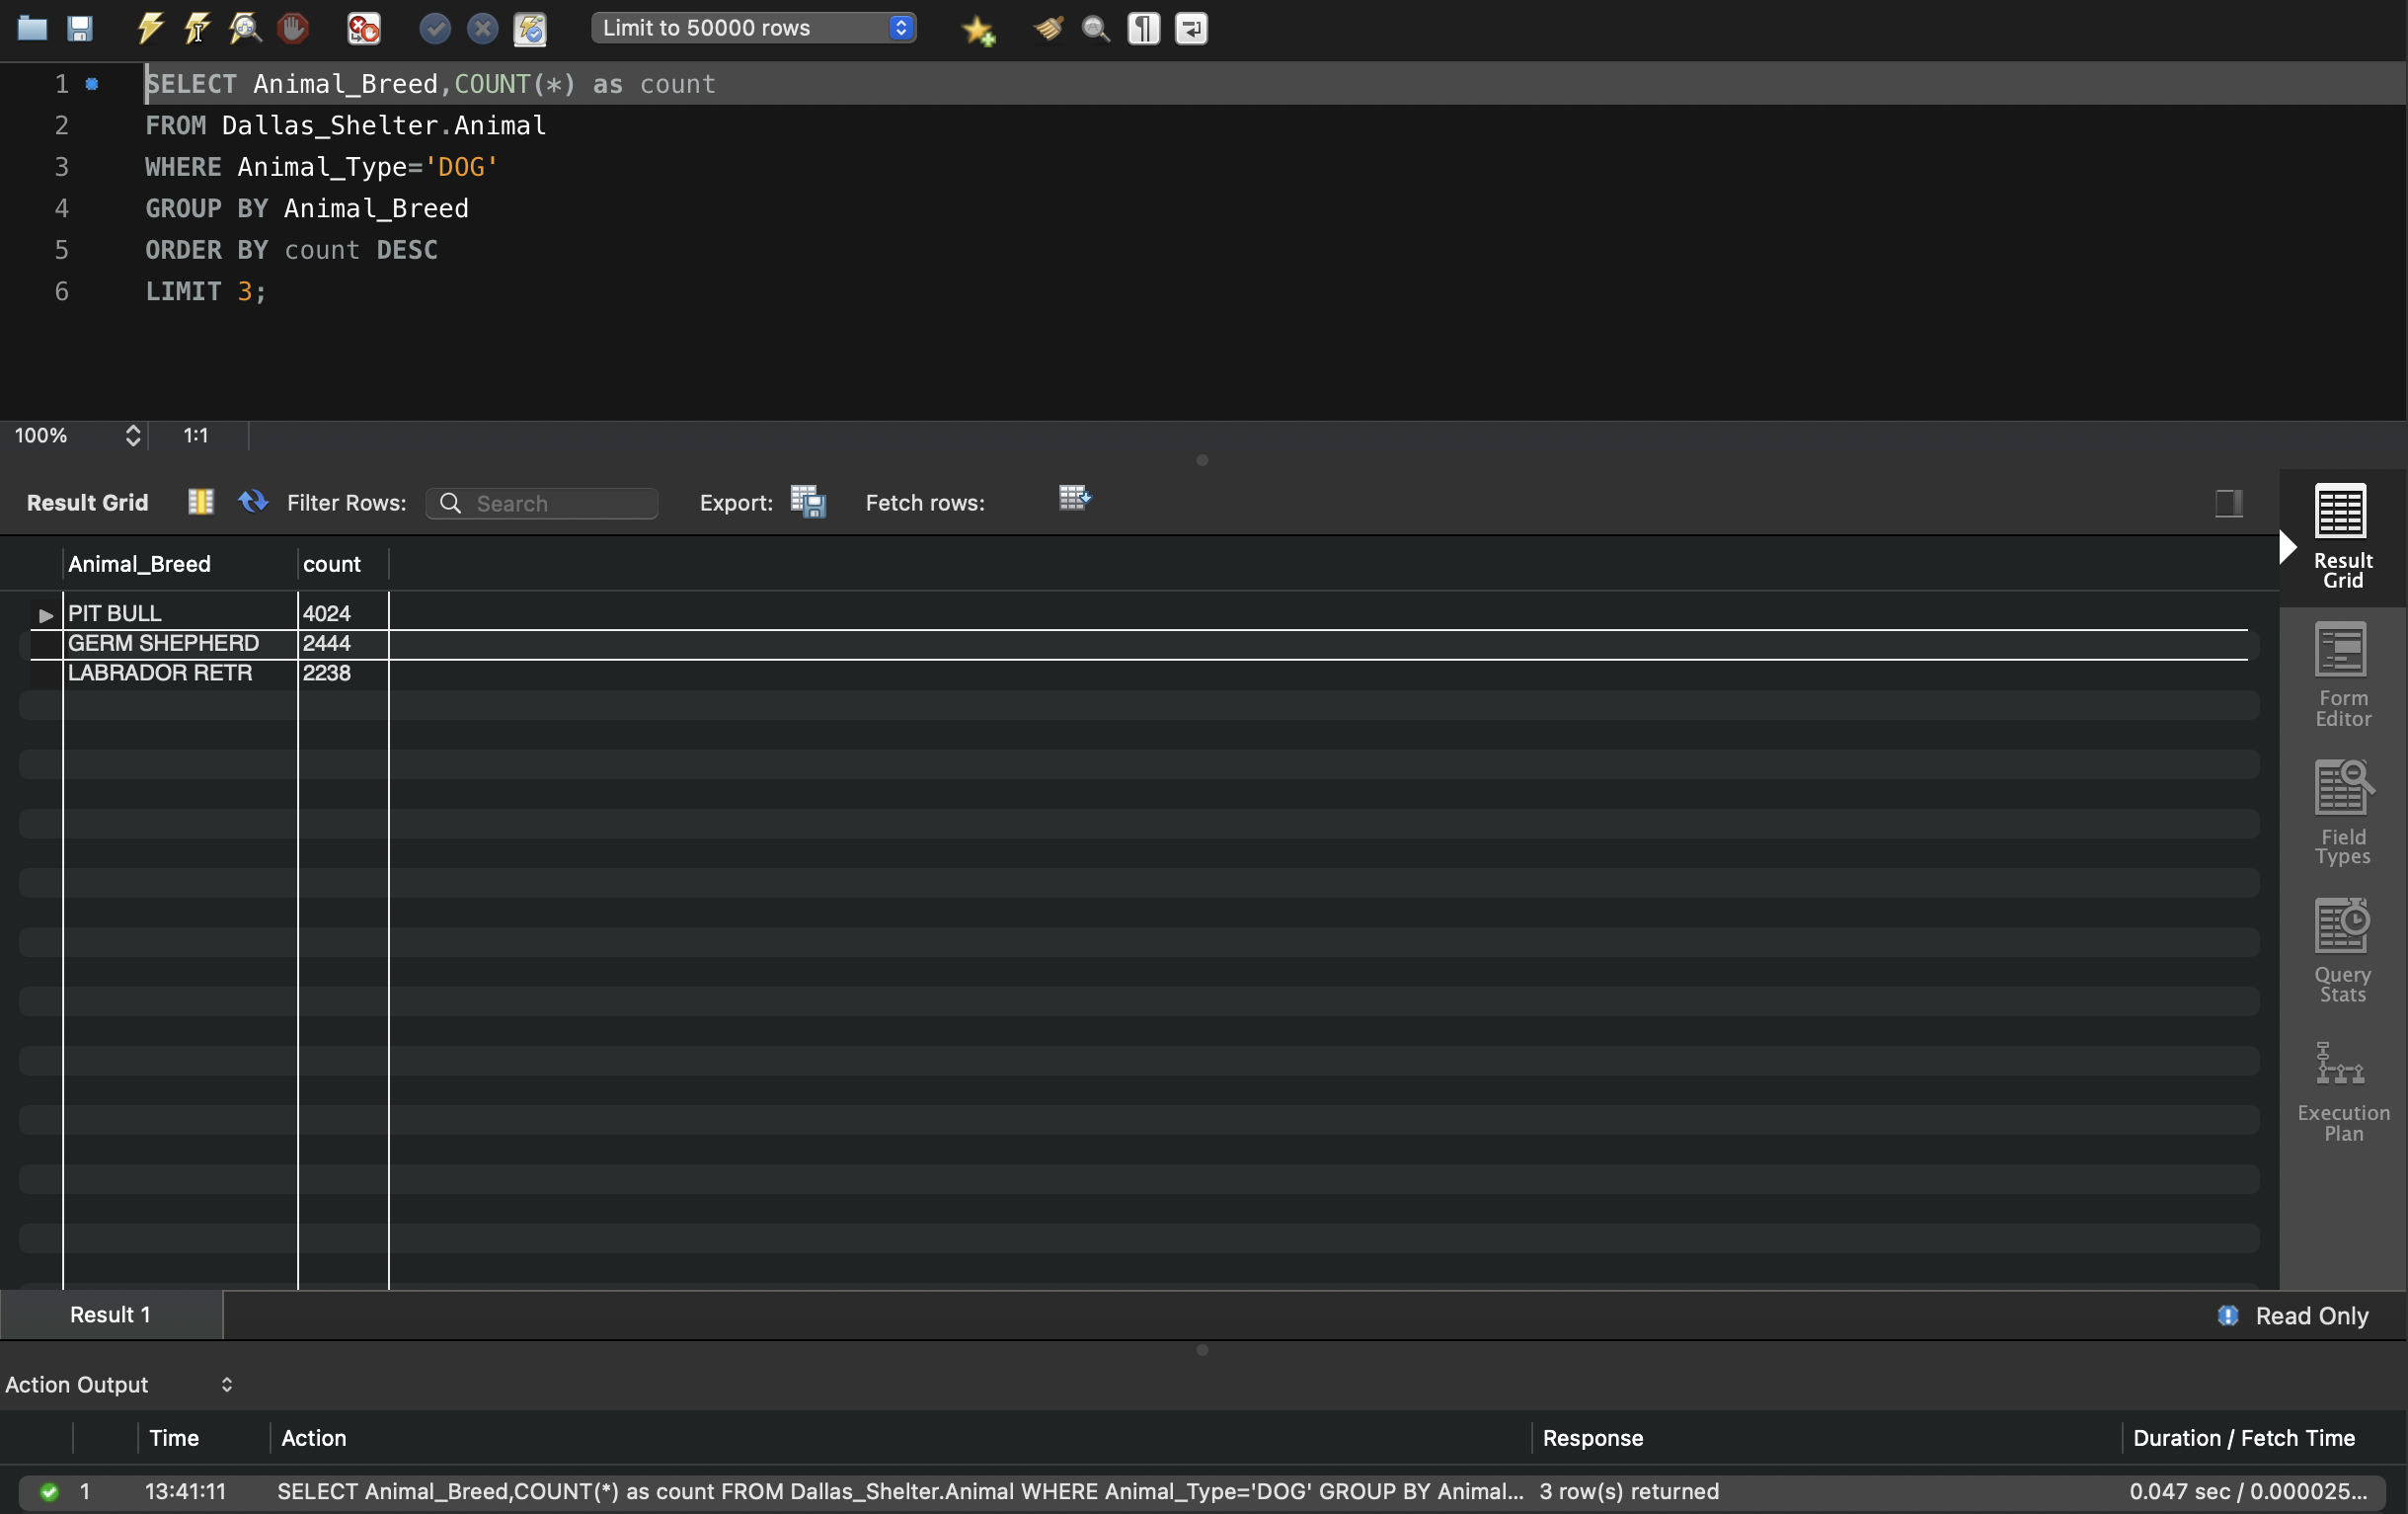 Limit to 50000 rows
1 SELECT Animal_Breed,COUNT(*) as count
2 FROM Dallas_Shelter.Animal
3 WHERE Animal_Type='DOG'
4 GROUP BY Animal_Breed
5 ORDER BY count DESC
6 LIMIT 3;
100% 1:1
Result Grid Filter Rows: Search Export: Fetch rows:
Animal_Breed count
PIT BULL 4024
GERM SHEPHERD 2444
LABRADOR RETR 2238
Result
Grid
Form
Editor
Field
Types
Query
Stats
Execution
Plan
Result 1 Read Only
Action Output
Time Action Response Duration / Fetch Time
1 13:41:11 SELECT Animal_Breed,COUNT(*) as count FROM Dallas_Shelter.Animal WHERE Animal_Type='DOG' GROUP BY Animal... 3 row(s) returned 0.047 sec / 0.000025...